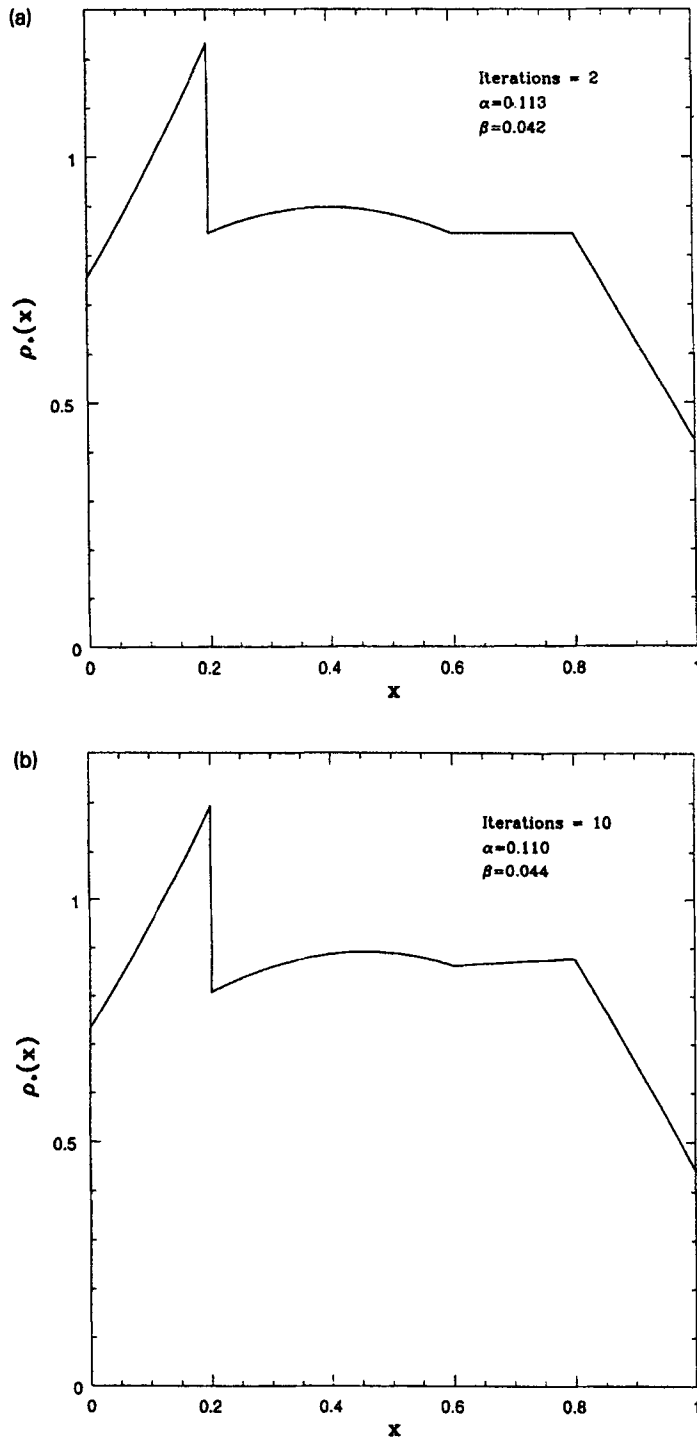 (a)
Iterations = 2
α=0.113
β=0.042
1
0.5
0
ρ*(x)
0
0.2
0.4
0.6
0.8
1
x
(b)
Iterations = 10
α=0.110
β=0.044
1
0.5
0
ρ*(x)
0
0.2
0.4
0.6
0.8
1
x